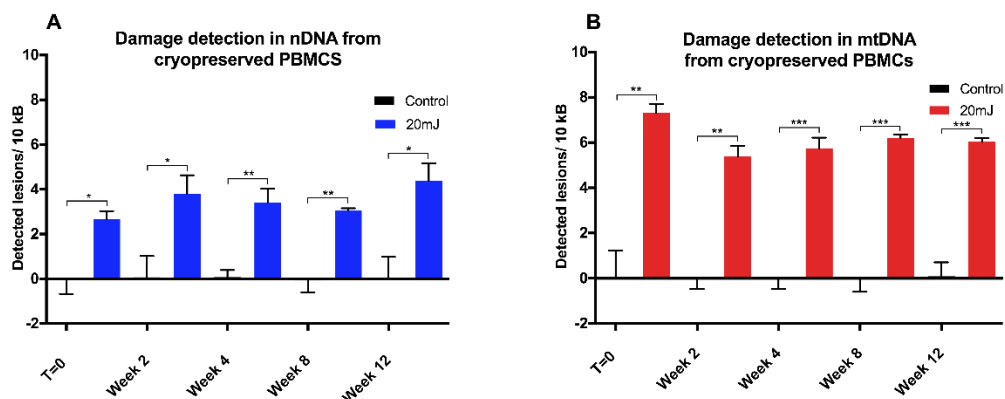 A
Damage detection in nDNA from
cryopreserved PBMCS
Control
20mJ
Detected lesions/ 10 kB
10
8
6
4
2
0
-2
*
*
**
**
*
T=0
Week 2
Week 4
Week 8
Week 12
B
Damage detection in mtDNA
from cryopreserved PBMCs
Control
20mJ
Detected lesions/ 10 kB
10
8
6
4
2
0
-2
**
**
***
***
***
T=0
Week 2
Week 4
Week 8
Week 12